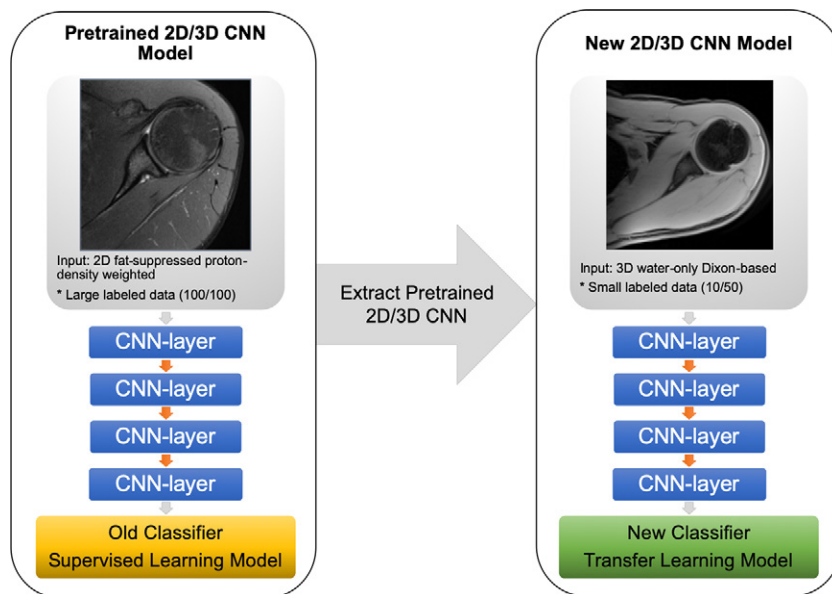 Pretrained 2D/3D CNN
Model
Input: 2D fat-suppressed proton-
density weighted
* Large labeled data (100/100)
CNN-layer
CNN-layer
CNN-layer
CNN-layer
Old Classifier
Supervised Learning Model
Extract Pretrained
2D/3D CNN
New 2D/3D CNN Model
Input: 3D water-only Dixon-based
* Small labeled data (10/50)
CNN-layer
CNN-layer
CNN-layer
CNN-layer
New Classifier
Transfer Learning Model